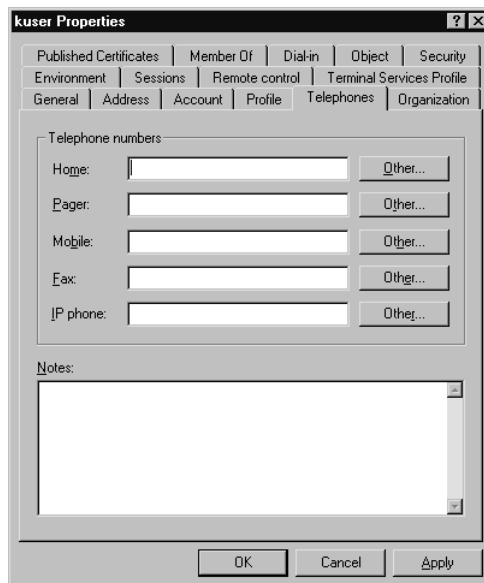 kuser Properties
Published Certificates Member Of Dial-in Object Security
Environment Sessions Remote control Terminal Services Profile
General Address Account Profile Telephones Organization
Telephone numbers
Home: Other...
Pager: Other...
Mobile: Other...
Fax: Other...
IP phone: Other...
Notes:
OK Cancel Apply